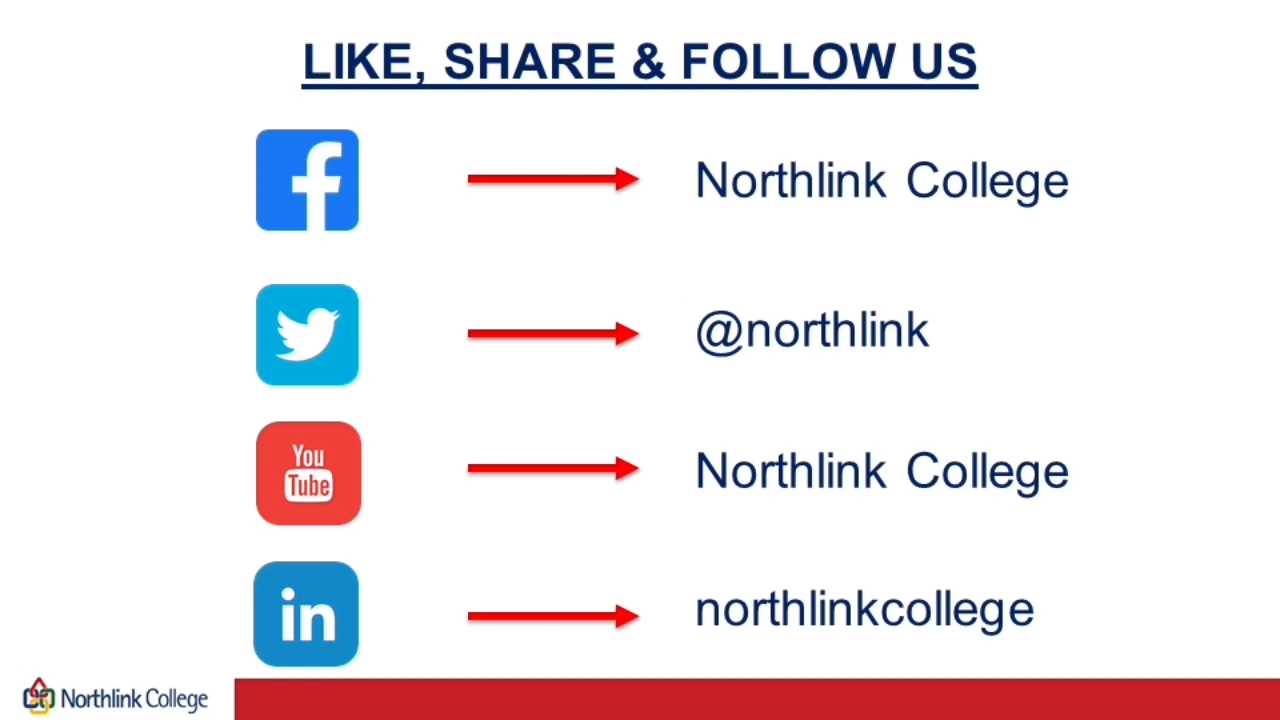 LIKE, SHARE & FOLLOW US
f
Northlink College
@northlink
You
Tube
Northlink College
in
northlinkcollege
Northlink College